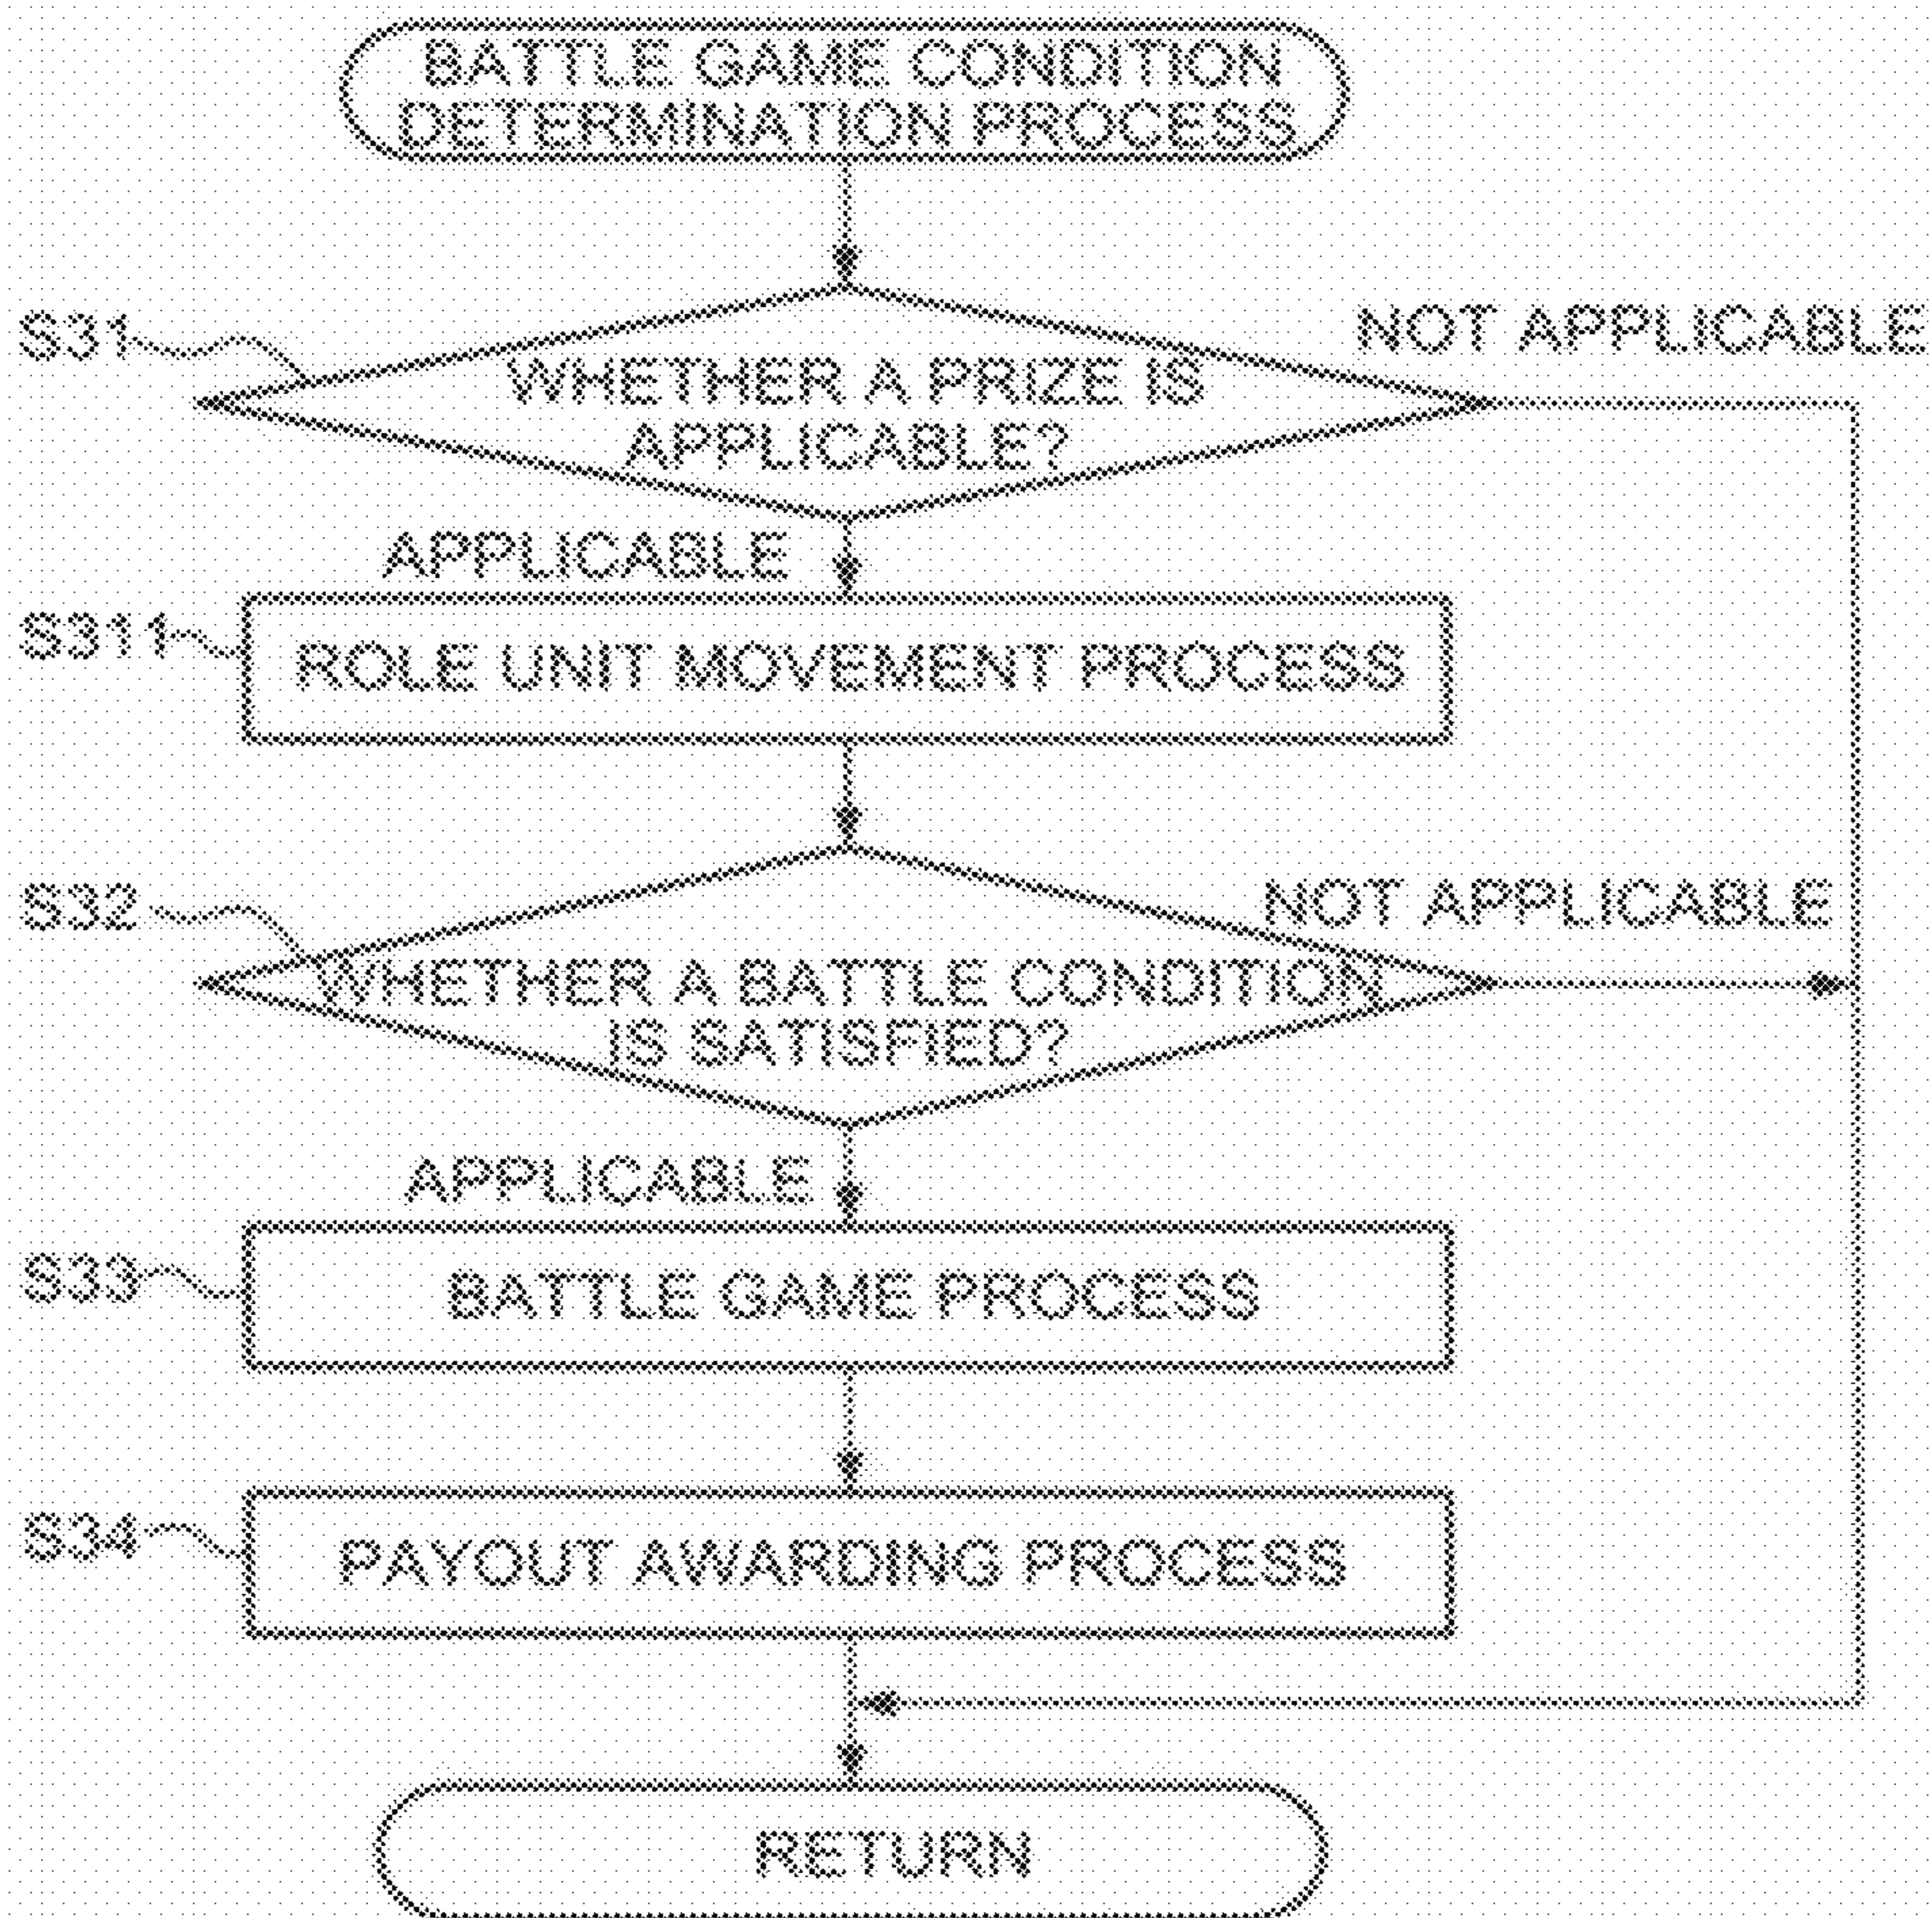 BATTLE GAME CONDITION
DETERMINATION PROCESS
S31
NOT APPLICABLE
WHETHER A PRIZE IS
APPLICABLE?
APPLICABLE
S311
ROLE UNIT MOVEMENT PROCESS
S32
NOT APPLICABLE
WHETHER A BATTLE CONDITION
IS SATISFIED?
APPLICABLE
S33
BATTLE GAME PROCESS
S34
PAYOUT AWARDING PROCESS
RETURN